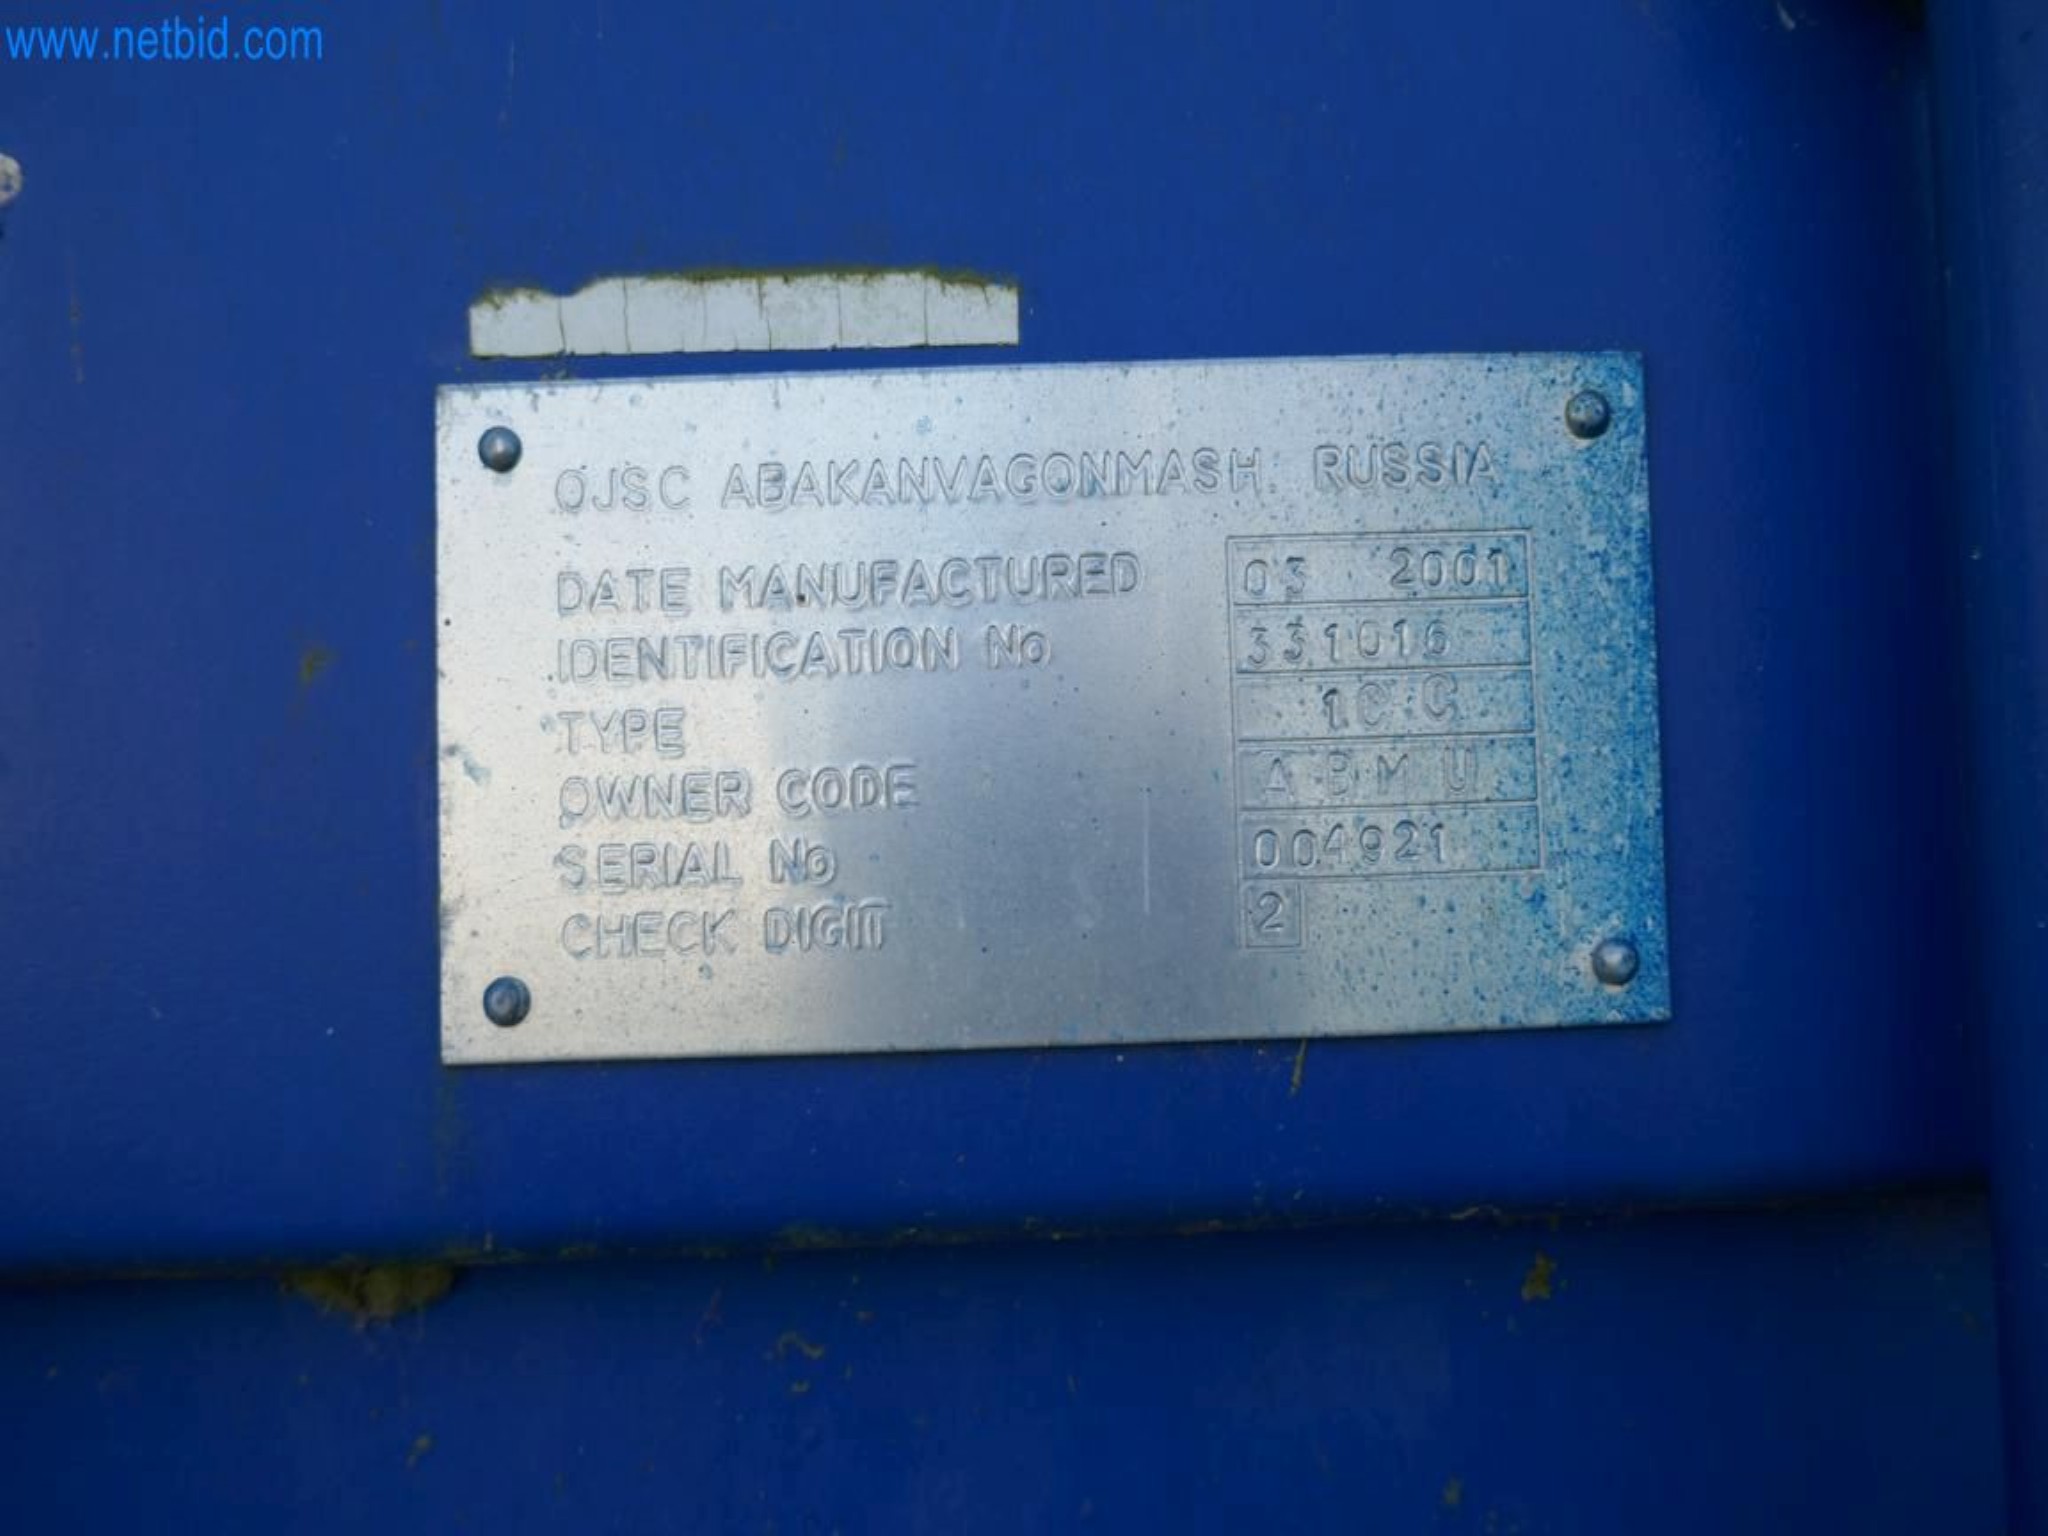 www.netbid.com
OJSC ABAKANVAGONMASH. RUSSIA
DATE MANUFACTURED 03 2001
IDENTIFICATION No 331016
TYPE 1CC
OWNER CODE ABMU
SERIAL No 004921
CHECK DIGIT 2